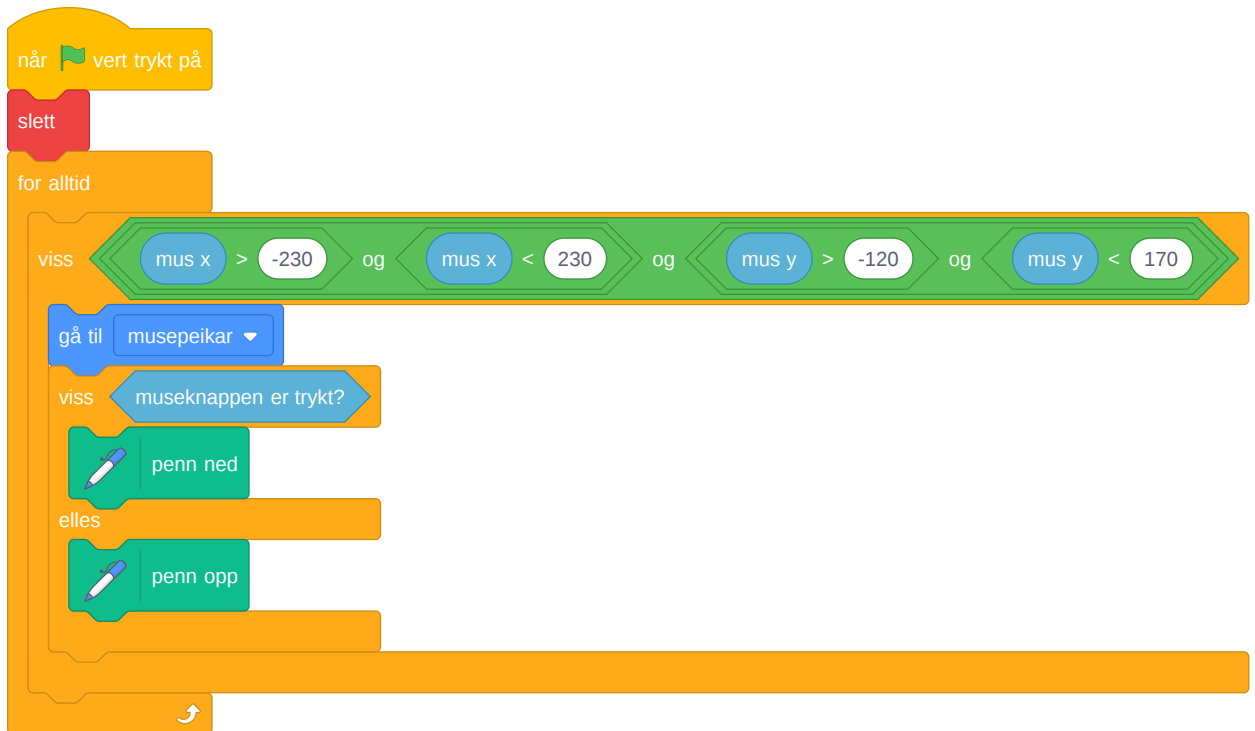 når vert trykt på
slett
for alltid
viss mus x > -230 og mus x < 230 og mus y > -120 og mus y < 170
gå til musepeikar
viss museknappen er trykt?
penn ned
elles
penn opp